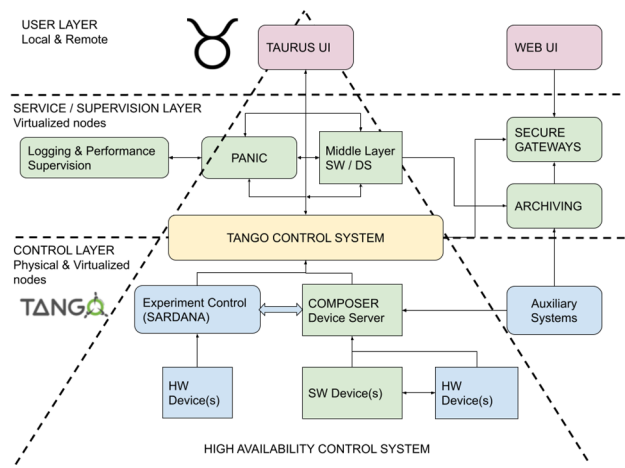 USER LAYER
Local & Remote
TAURUS UI
WEB UI
SERVICE / SUPERVISION LAYER
Virtualized nodes
Logging & Performance
Supervision
PANIC
Middle Layer
SW / DS
SECURE
GATEWAYS
ARCHIVING
TANGO CONTROL SYSTEM
CONTROL LAYER
Physical & Virtualized
nodes
TANGO
Experiment Control
(SARDANA)
COMPOSER
Device Server
Auxiliary
Systems
HW
Device(s)
SW Device(s)
HW
Device(s)
HIGH AVAILABILITY CONTROL SYSTEM